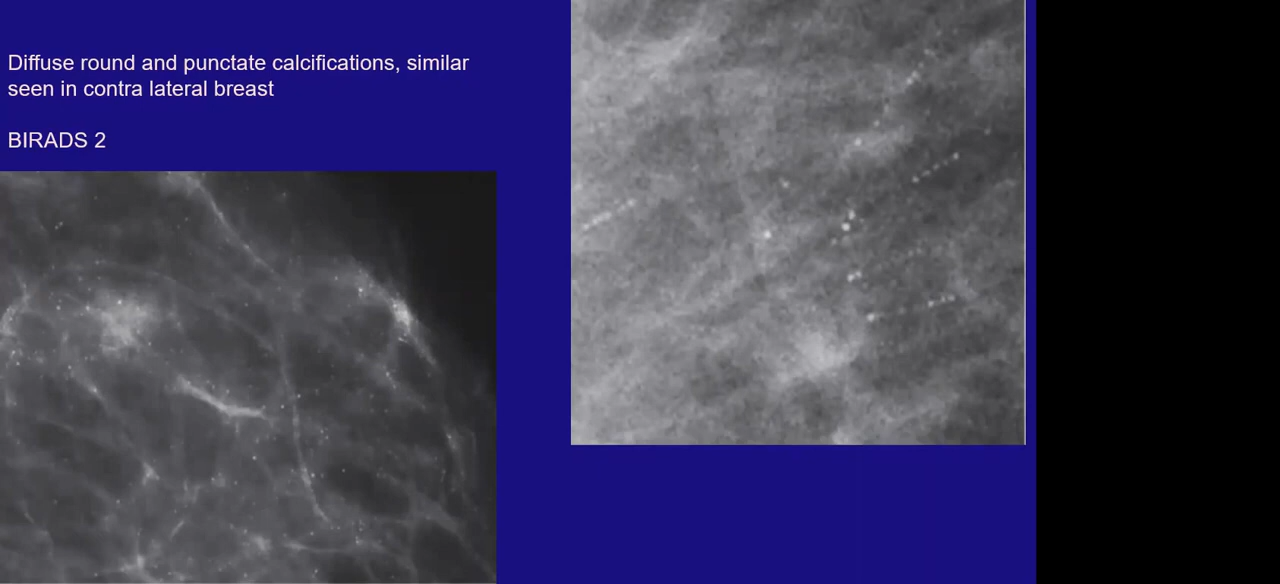 Diffuse round and punctate calcifications, similar
seen in contra lateral breast
BIRADS 2